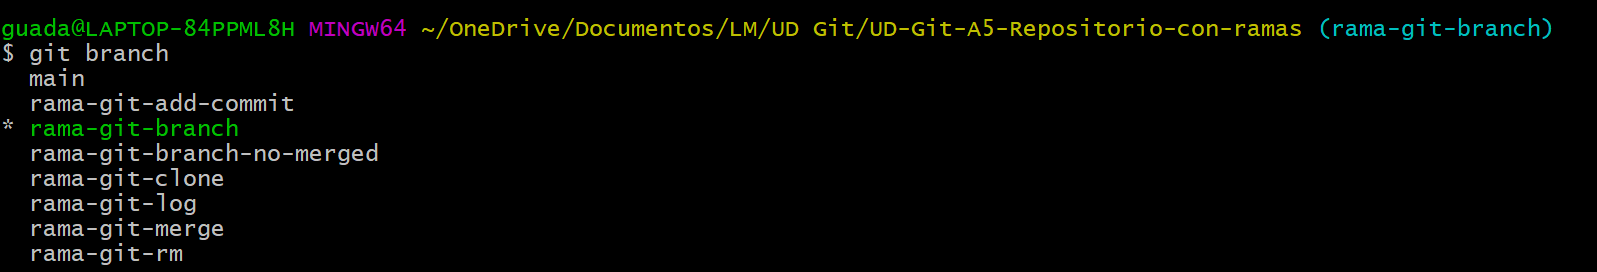 guada@LAPTOP-84PPML8H MINGW64 ~/OneDrive/Documentos/LM/UD Git/UD-Git-A5-Repositorio-con-ramas (rama-git-branch)
$ git branch
  main
  rama-git-add-commit
* rama-git-branch
  rama-git-branch-no-merged
  rama-git-clone
  rama-git-log
  rama-git-merge
  rama-git-rm